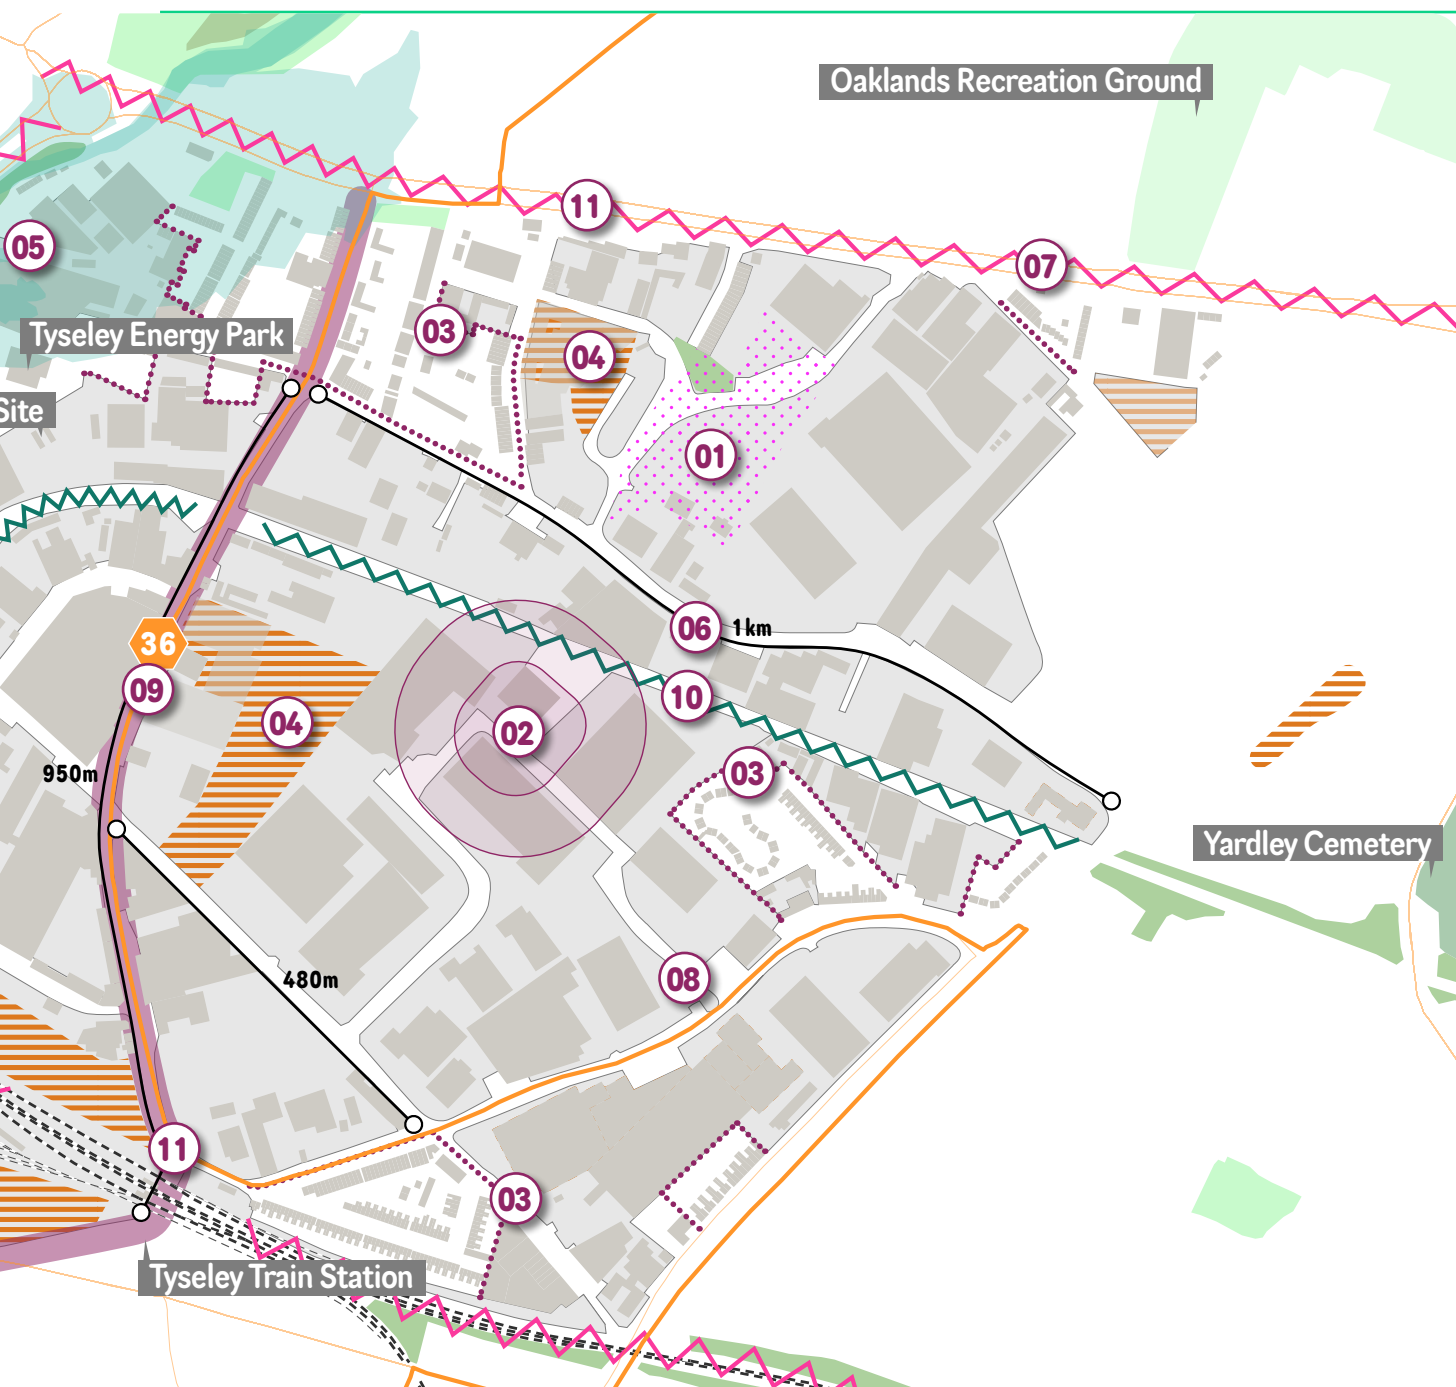 Oaklands Recreation Ground
11
05
07
03
Tyseley Energy Park
04
Site
01
06
1km
36
09
10
04
02
950m
03
Yardley Cemetery
08
480m
11
03
Tyseley Train Station